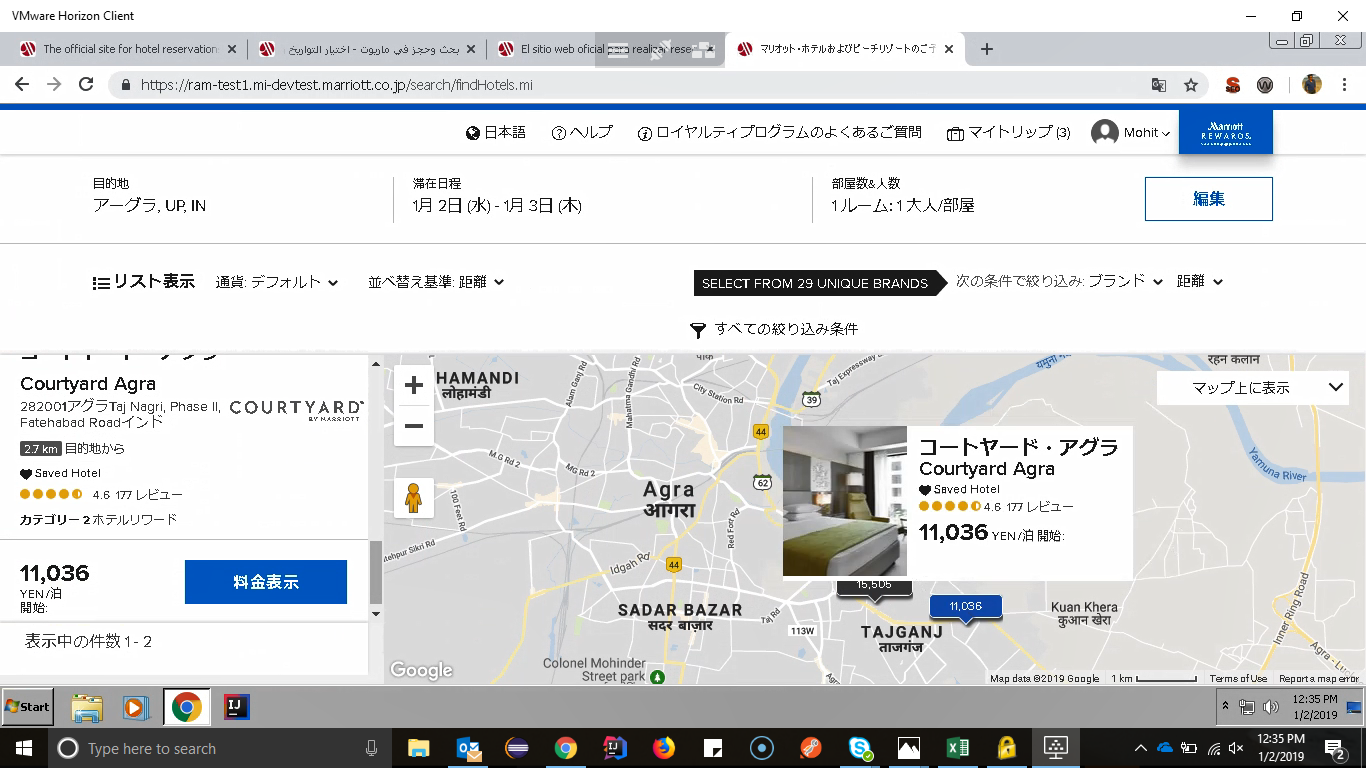 VMware Horizon Client
The official site for hotel reservation
بحث وحجز في ماريوت - اختيار التواريخ
El sitio web oficial para realizar rese
マリオット・ホテルおよびビーチリゾートのご予
https://ram-test1.mi-devtest.marriott.co.jp/search/findHotels.mi
日本語
ヘルプ
ロイヤルティプログラムのよくあるご質問
マイトリップ (3)
Mohit
Marriott
REWARDS.
目的地
アーグラ, UP, IN
滞在日程
1月 2日 (水) - 1月 3日 (木)
部屋数&人数
1 ルーム: 1 大人/部屋
編集
リスト表示
通貨: デフォルト
並べ替え基準: 距離
SELECT FROM 29 UNIQUE BRANDS
次の条件で絞り込み: ブランド
距離
すべての絞り込み条件
コートヤード・アグラ
Courtyard Agra
282001アグラTaj Nagri, Phase II,
Fatehabad Roadインド
COURTYARD
BY MARRIOTT
2.7 km 目的地から
Saved Hotel
4.6 177 レビュー
カテゴリー 2 ホテルリワード
11,036
YEN/泊
開始:
料金表示
表示中の件数 1 - 2
HAMANDI
लोहामंडी
Alam Ganj Rd
Mahatma Gandhi Rd
पाक
City Station Rd
Taj Expressway
39
यमुना
रहन कलान
マップ上に表示
44
M.G Rd 2
MG Rd 2
62
100 Feet Rd
Agra
आगरा
Red Fort Rd
Yamuna River
コートヤード・アグラ
Courtyard Agra
Saved Hotel
4.6 177 レビュー
11,036 YEN/泊 開始:
tehpur Sikri Rd
Idgah Rd
44
15,505
11,036
SADAR BAZAR
सदर बाज़ार
Taj Rd
113W
TAJGANJ
ताजगंज
Kuan Khera
कुआन खेरा
Inner Ring Road
Colonel Mohinder
Street park
Google
Map data ©2019 Google
1 km
Terms of Use
Report a map error
Start
12:35 PM
1/2/2019
Type here to search
12:35 PM
1/2/2019
2